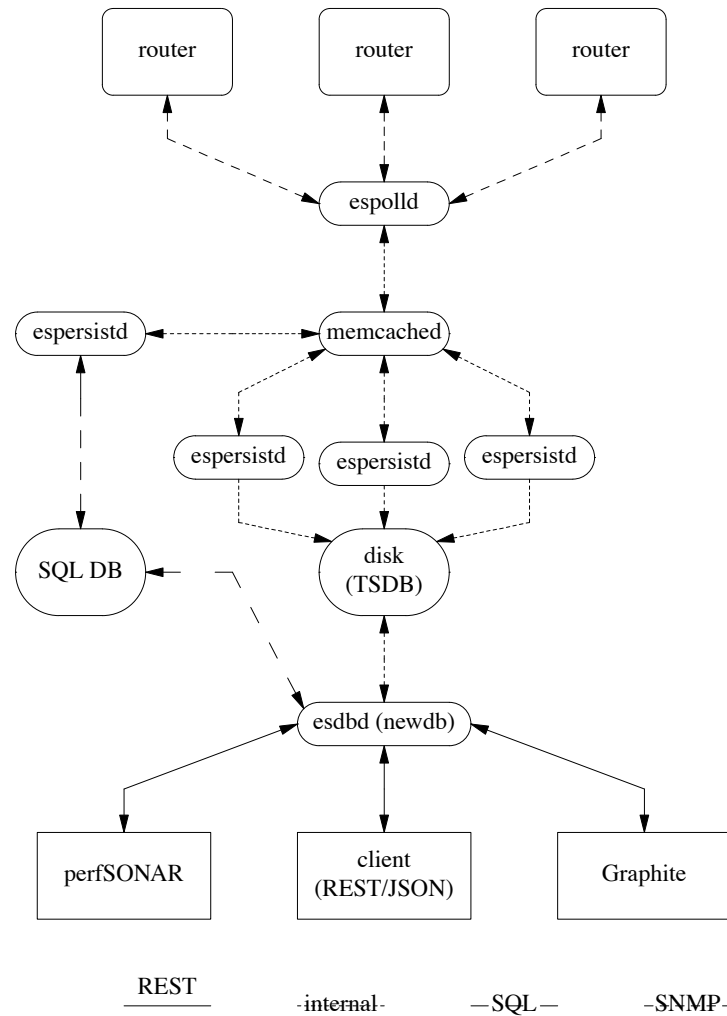 router
router
router
espolld
espersistd
memcached
espersistd
espersistd
espersistd
SQL DB
disk
(TSDB)
esdbd (newdb)
perfSONAR
client
(REST/JSON)
Graphite
REST
internal
SQL
SNMP